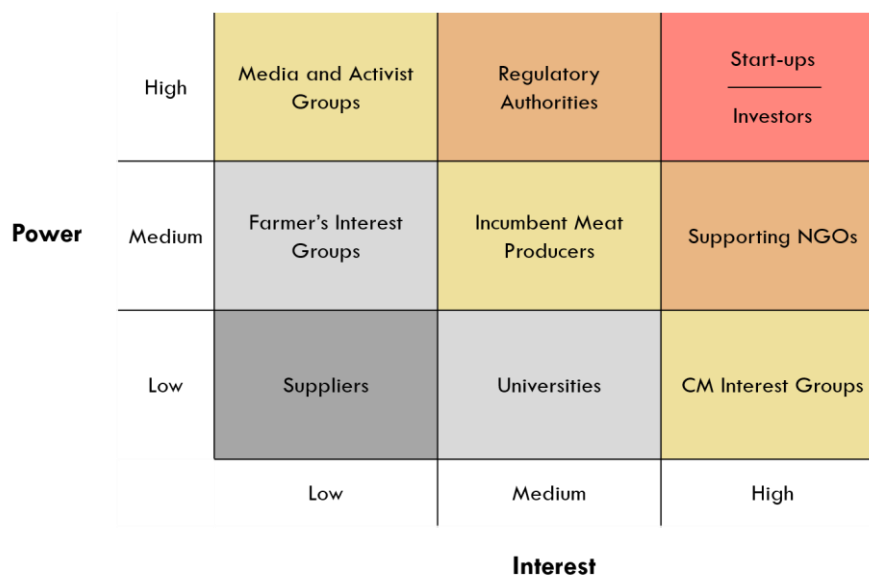 High
Media and Activist
Groups
Regulatory
Authorities
Start-ups
Investors
Power
Medium
Farmer's Interest
Groups
Incumbent Meat
Producers
Supporting NGOs
Low
Suppliers
Universities
CM Interest Groups
Low
Medium
High
Interest